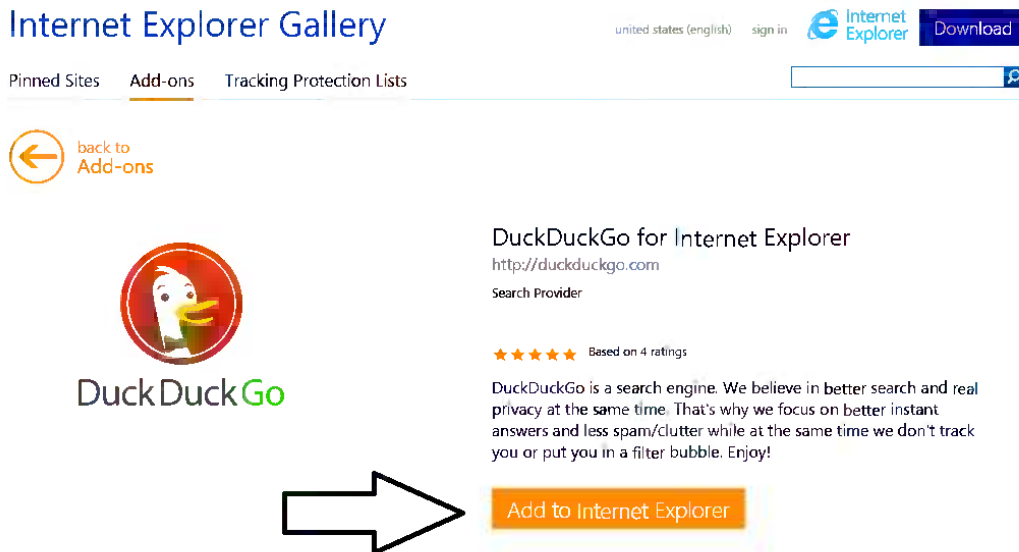 Internet Explorer Gallery
united states (english) sign in Internet Explorer Download
Pinned Sites Add-ons Tracking Protection Lists
back to
Add-ons
DuckDuckGo for Internet Explorer
http://duckduckgo.com
Search Provider
Based on 4 ratings
DuckDuckGo
DuckDuckGo is a search engine. We believe in better search and real
privacy at the same time. That's why we focus on better instant
answers and less spam/clutter while at the same time we don't track
you or put you in a filter bubble. Enjoy!
Add to Internet Explorer